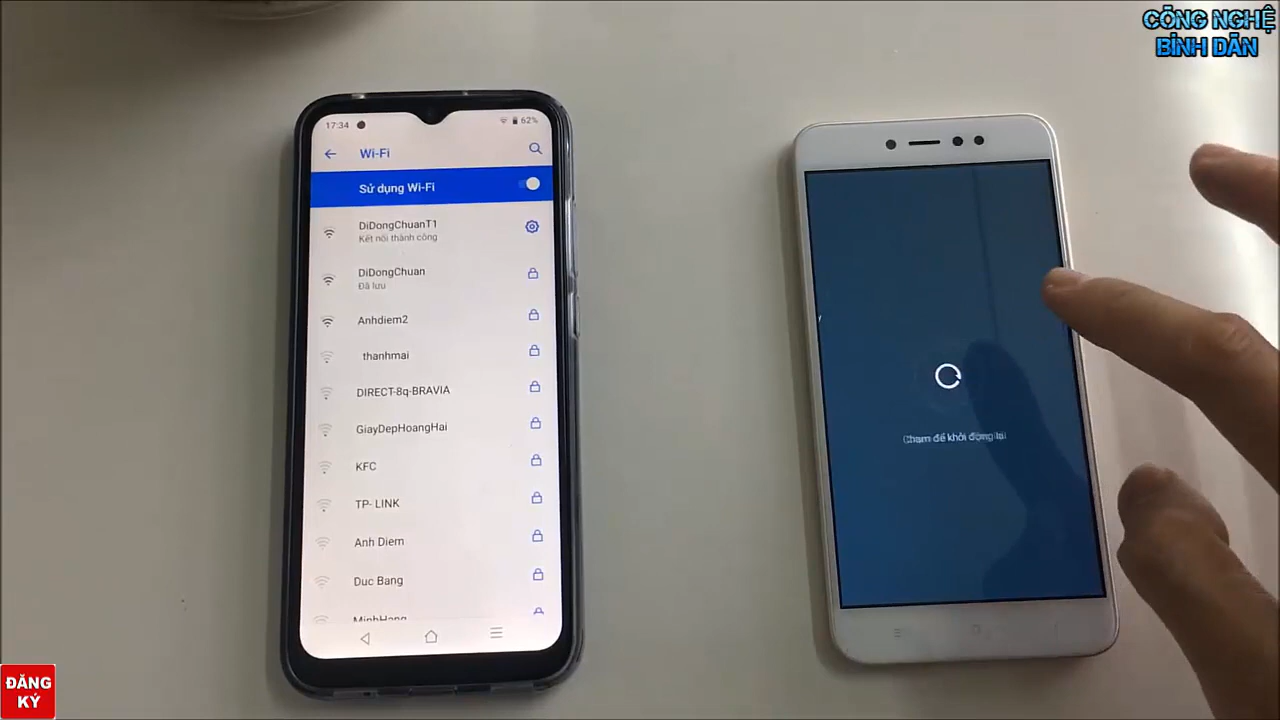 CÔNG NGHỆ
BÌNH DÂN
17:34
62%
Wi-Fi
Sử dụng Wi-Fi
DiDongChuanT1
Kết nối thành công
DiDongChuan
Đã lưu
Anhdiem2
thanhmai
DIRECT-8q-BRAVIA
GiayDepHoangHai
KFC
TP- LINK
Anh Diem
Duc Bang
MinhHang
Chạm để khởi động lại
ĐĂNG
KÝ